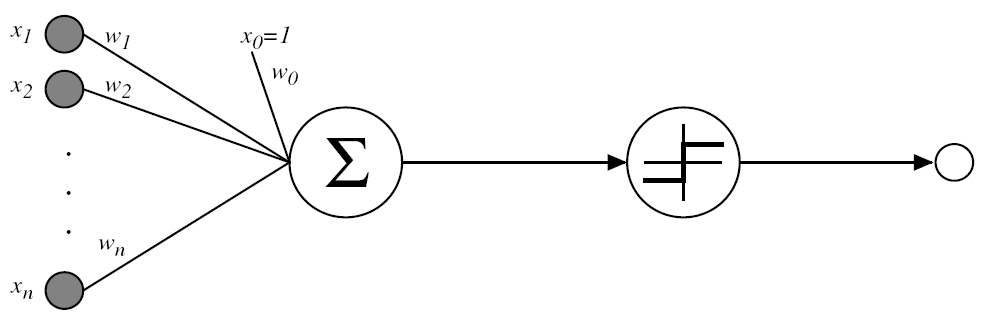 x1
w1
x0=1
w0
x2
w2
.
.
.
Σ
wn
xn